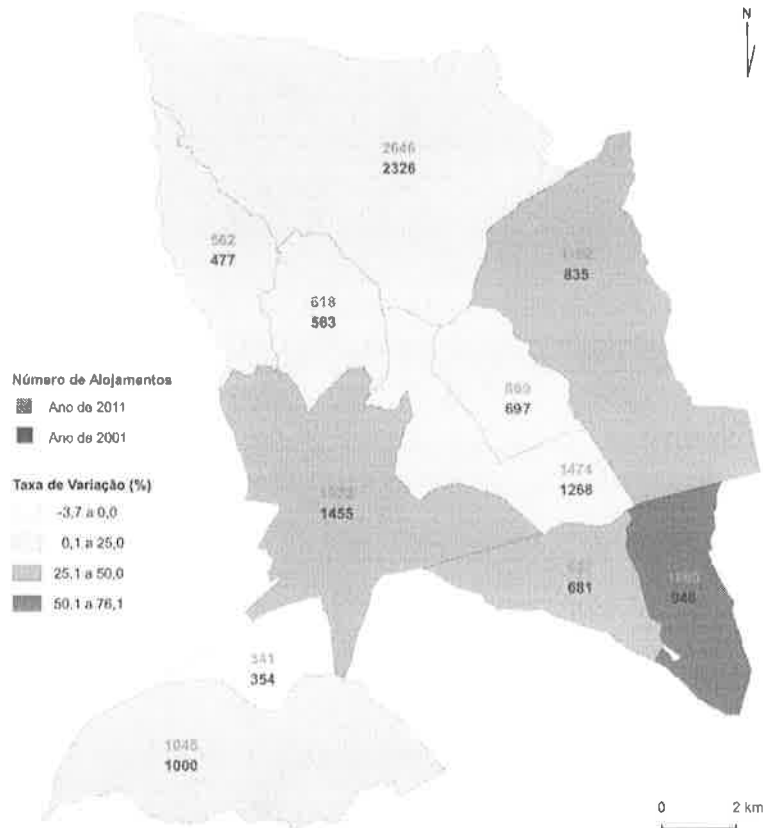 N
2646
2326
562
477
618
563
835
697
1474
1268
1455
681
946
341
354
1045
1000
Número de Alojamentos
Ano de 2011
Ano de 2001
Taxa de Variação (%)
-3,7 a 0,0
0,1 a 25,0
25,1 a 50,0
50,1 a 76,1
0 2 km